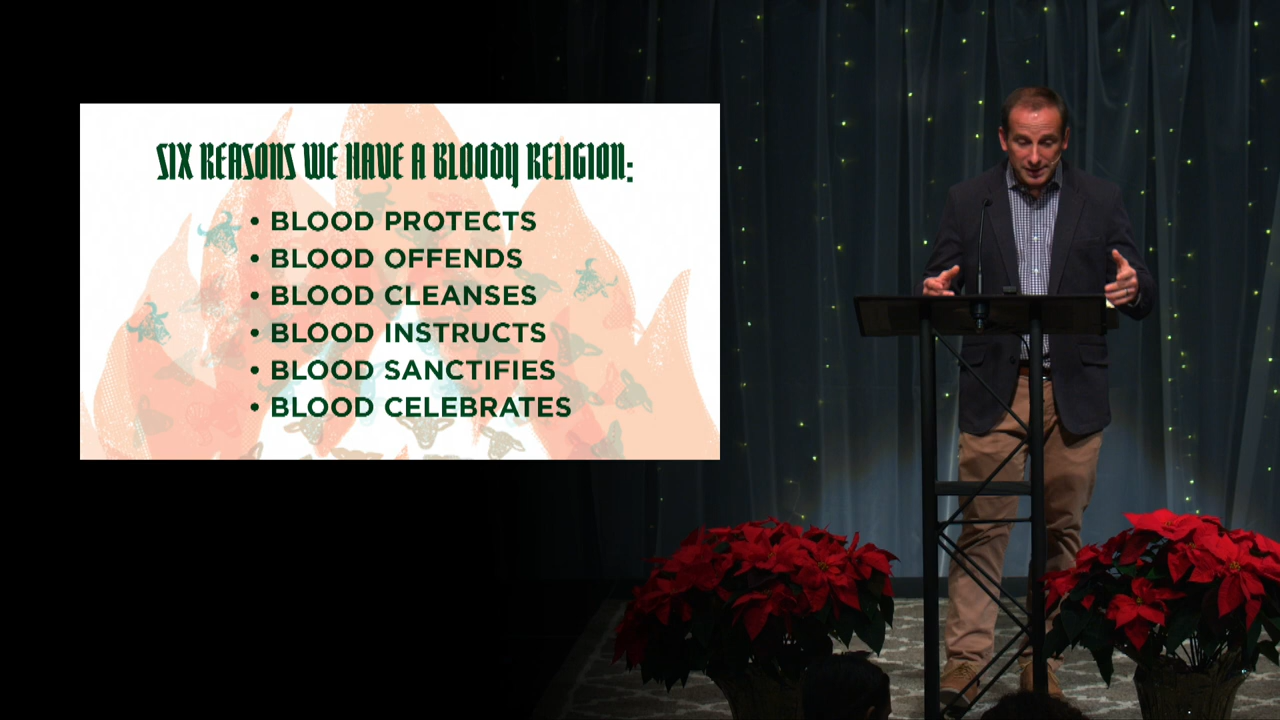 SIX REASONS WE HAVE A BLOODY RELIGION:
• BLOOD PROTECTS
• BLOOD OFFENDS
• BLOOD CLEANSES
• BLOOD INSTRUCTS
• BLOOD SANCTIFIES
• BLOOD CELEBRATES